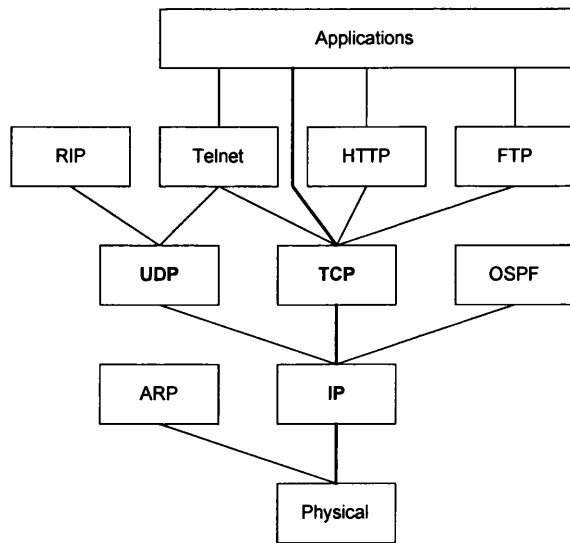 Applications
RIP
Telnet
HTTP
FTP
UDP
TCP
OSPF
ARP
IP
Physical